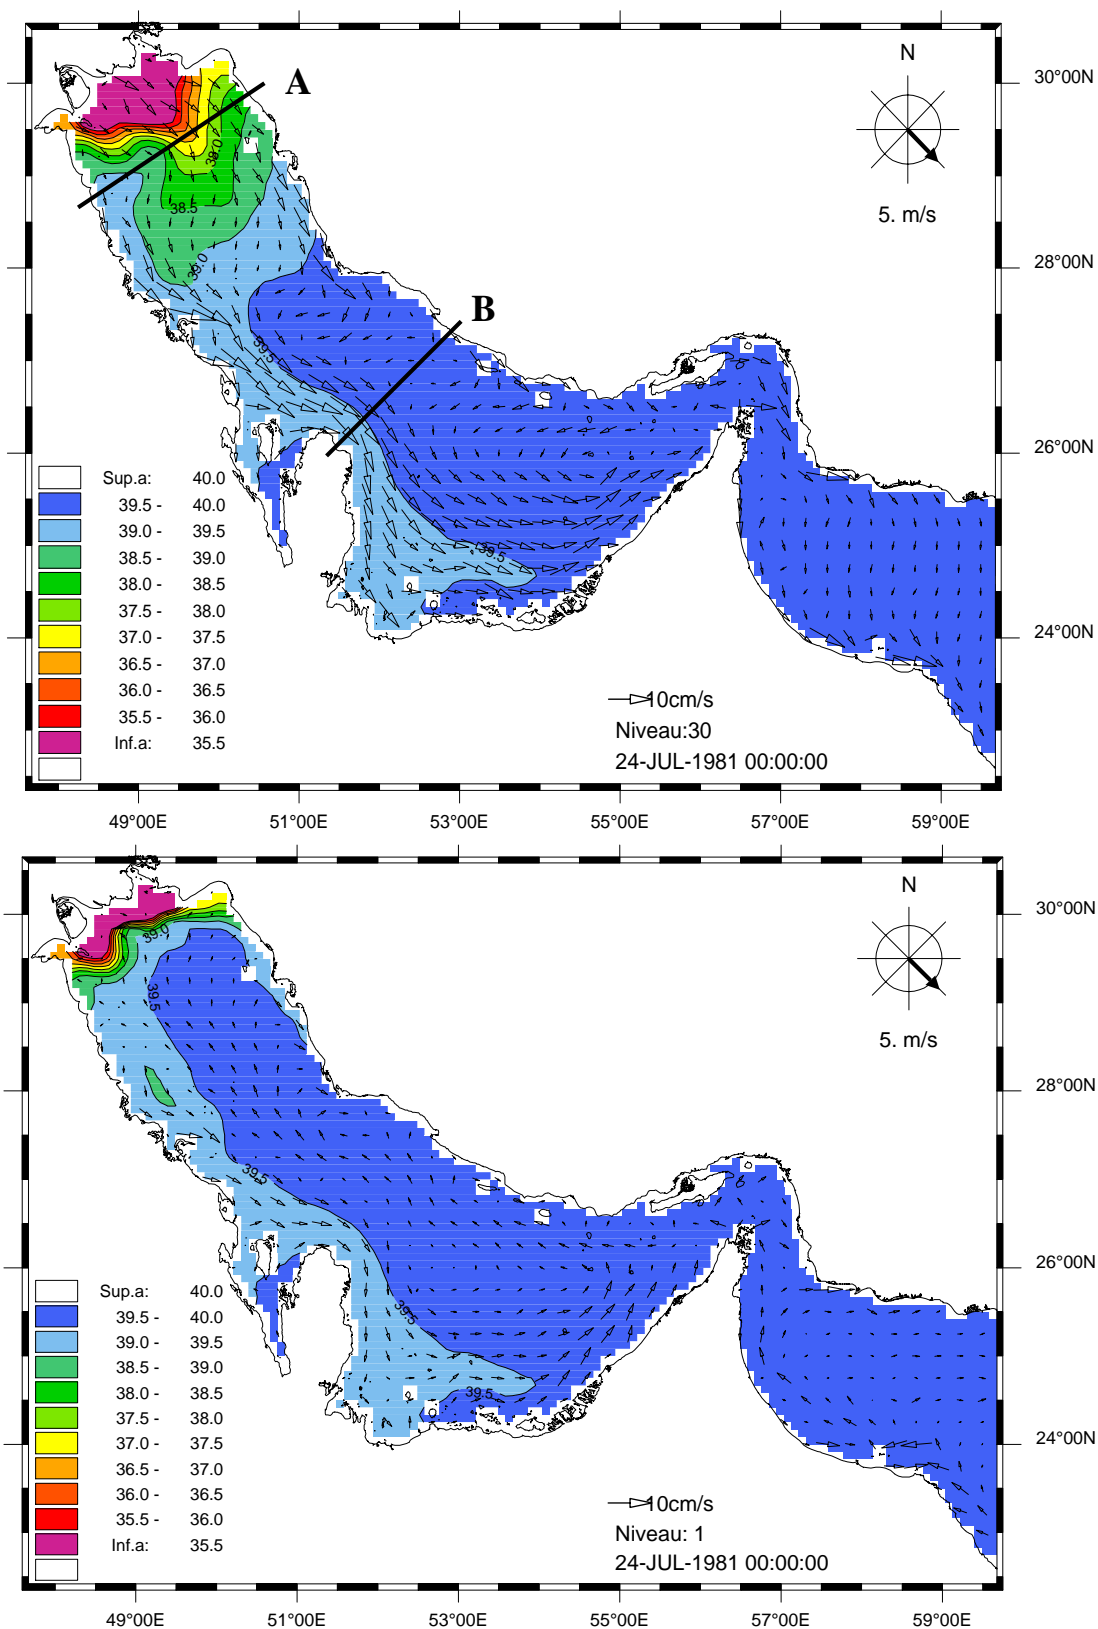 A
N
30°00N
5. m/s
38.0
38.5
39.0
28°00N
B
39.5
26°00N
Sup.a: 40.0
39.5 - 40.0
39.0 - 39.5
38.5 - 39.0
38.0 - 38.5
37.5 - 38.0
37.0 - 37.5
36.5 - 37.0
36.0 - 36.5
35.5 - 36.0
Inf.a: 35.5
39.5
24°00N
10cm/s
Niveau:30
24-JUL-1981 00:00:00
49°00E 51°00E 53°00E 55°00E 57°00E 59°00E
N
30°00N
39.0
5. m/s
39.5
28°00N
39.5
26°00N
Sup.a: 40.0
39.5 - 40.0
39.0 - 39.5
38.5 - 39.0
38.0 - 38.5
37.5 - 38.0
37.0 - 37.5
36.5 - 37.0
36.0 - 36.5
35.5 - 36.0
Inf.a: 35.5
39.5
39.5
24°00N
10cm/s
Niveau: 1
24-JUL-1981 00:00:00
49°00E 51°00E 53°00E 55°00E 57°00E 59°00E